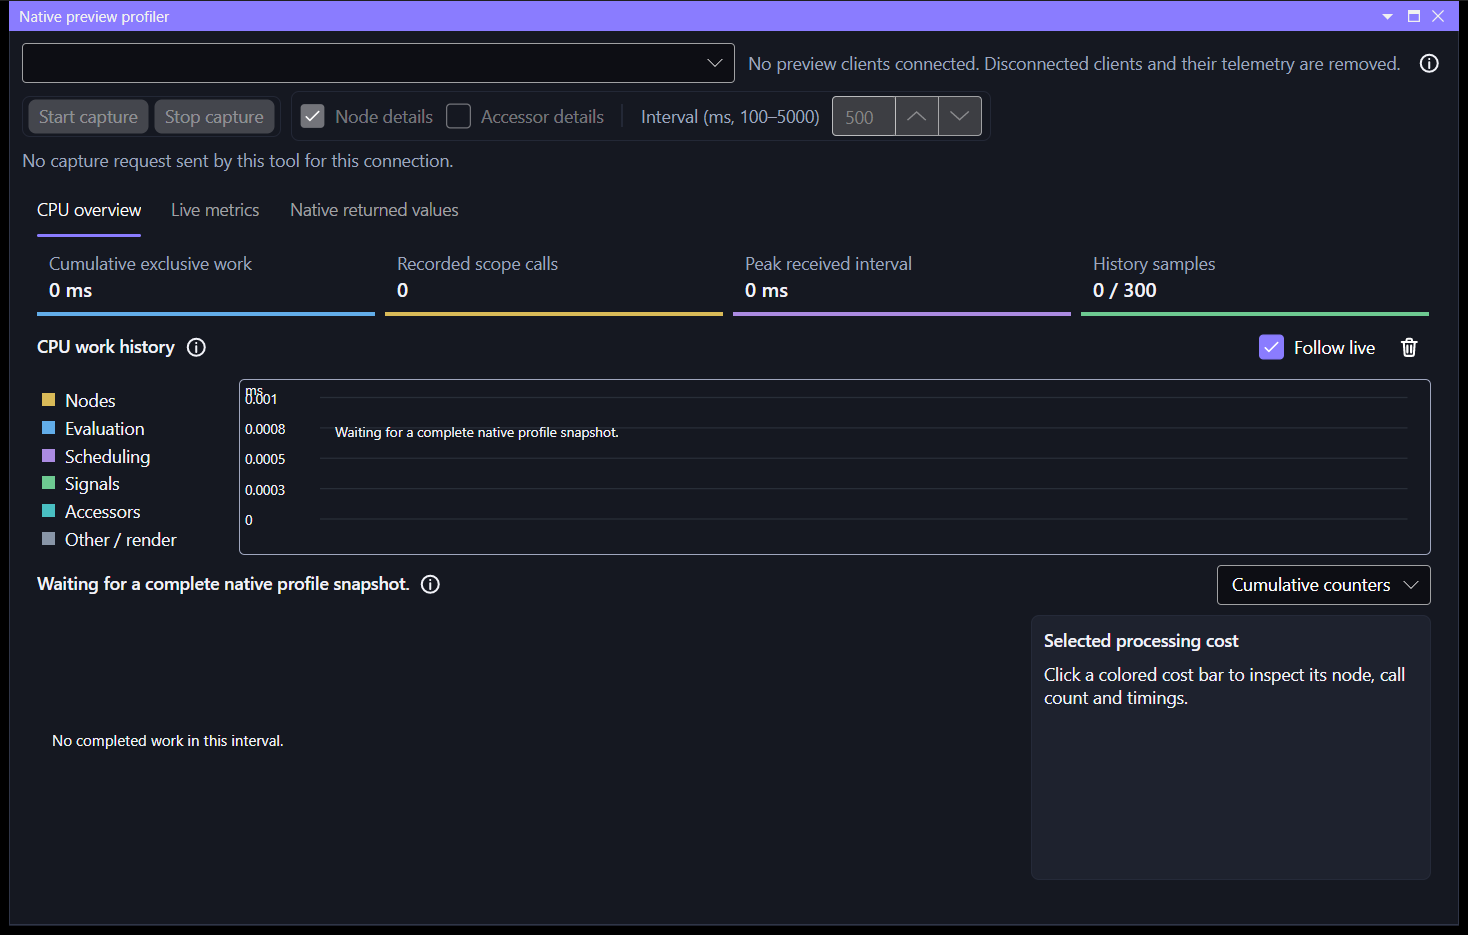 Native preview profiler
No preview clients connected. Disconnected clients and their telemetry are removed.
Start capture
Stop capture
Node details
Accessor details
Interval (ms, 100–5000)
500
No capture request sent by this tool for this connection.
CPU overview
Live metrics
Native returned values
Cumulative exclusive work
0 ms
Recorded scope calls
0
Peak received interval
0 ms
History samples
0 / 300
CPU work history
Follow live
Nodes
Evaluation
Scheduling
Signals
Accessors
Other / render
ms
0.001
0.0008
0.0005
0.0003
0
Waiting for a complete native profile snapshot.
Waiting for a complete native profile snapshot.
Cumulative counters
No completed work in this interval.
Selected processing cost
Click a colored cost bar to inspect its node, call
count and timings.